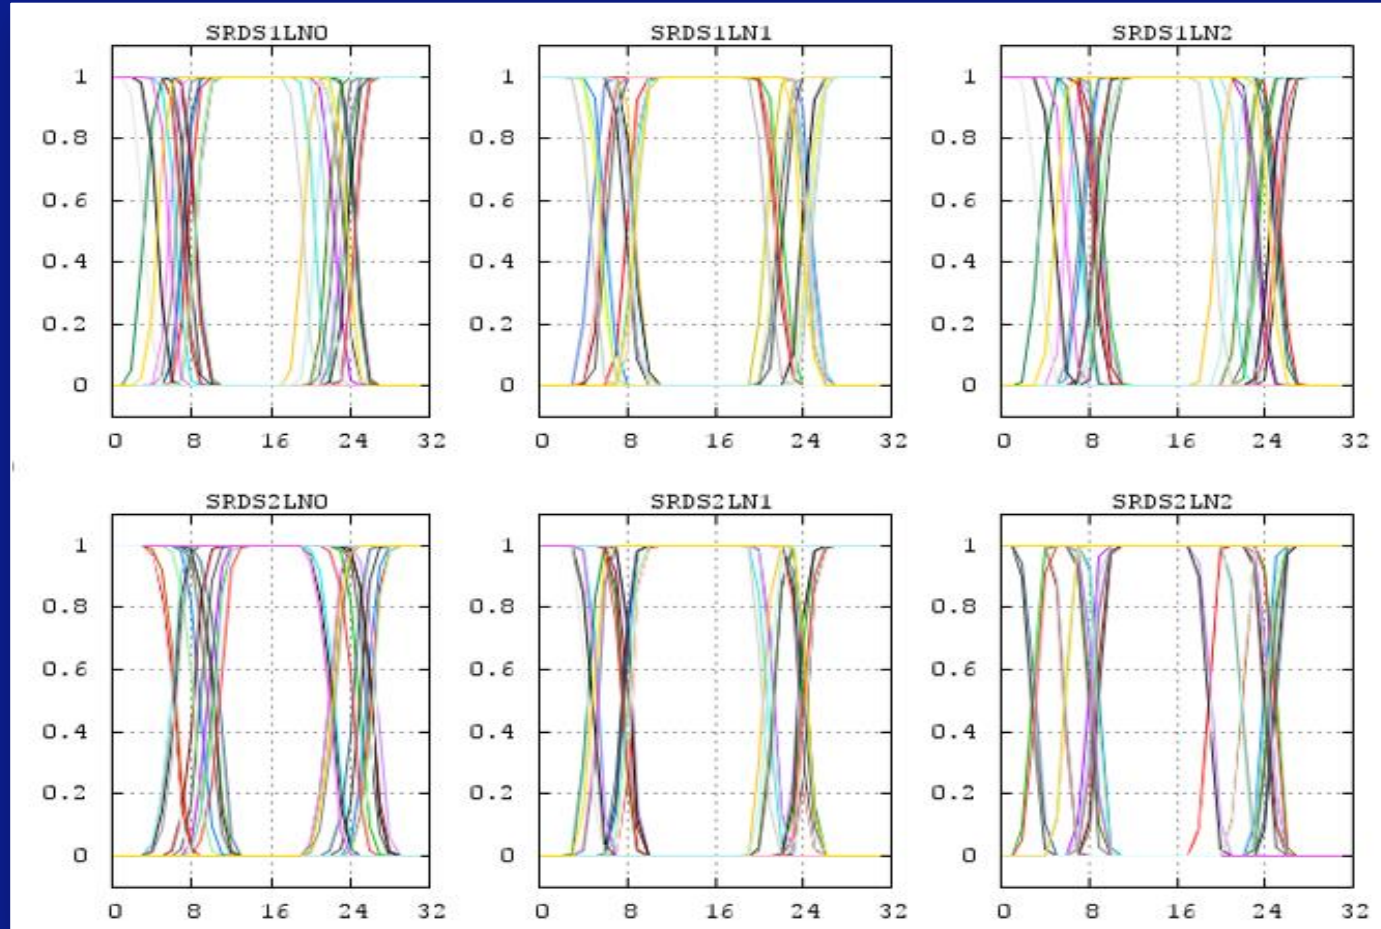 SRDS1LN0 SRDS1LN1 SRDS1LN2
1 1 1
0.8 0.8 0.8
0.6 0.6 0.6
0.4 0.4 0.4
0.2 0.2 0.2
0 0 0
0 8 16 24 32 0 8 16 24 32 0 8 16 24 32
SRDS2LN0 SRDS2LN1 SRDS2LN2
1 1 1
0.8 0.8 0.8
0.6 0.6 0.6
0.4 0.4 0.4
0.2 0.2 0.2
0 0 0
0 8 16 24 32 0 8 16 24 32 0 8 16 24 32